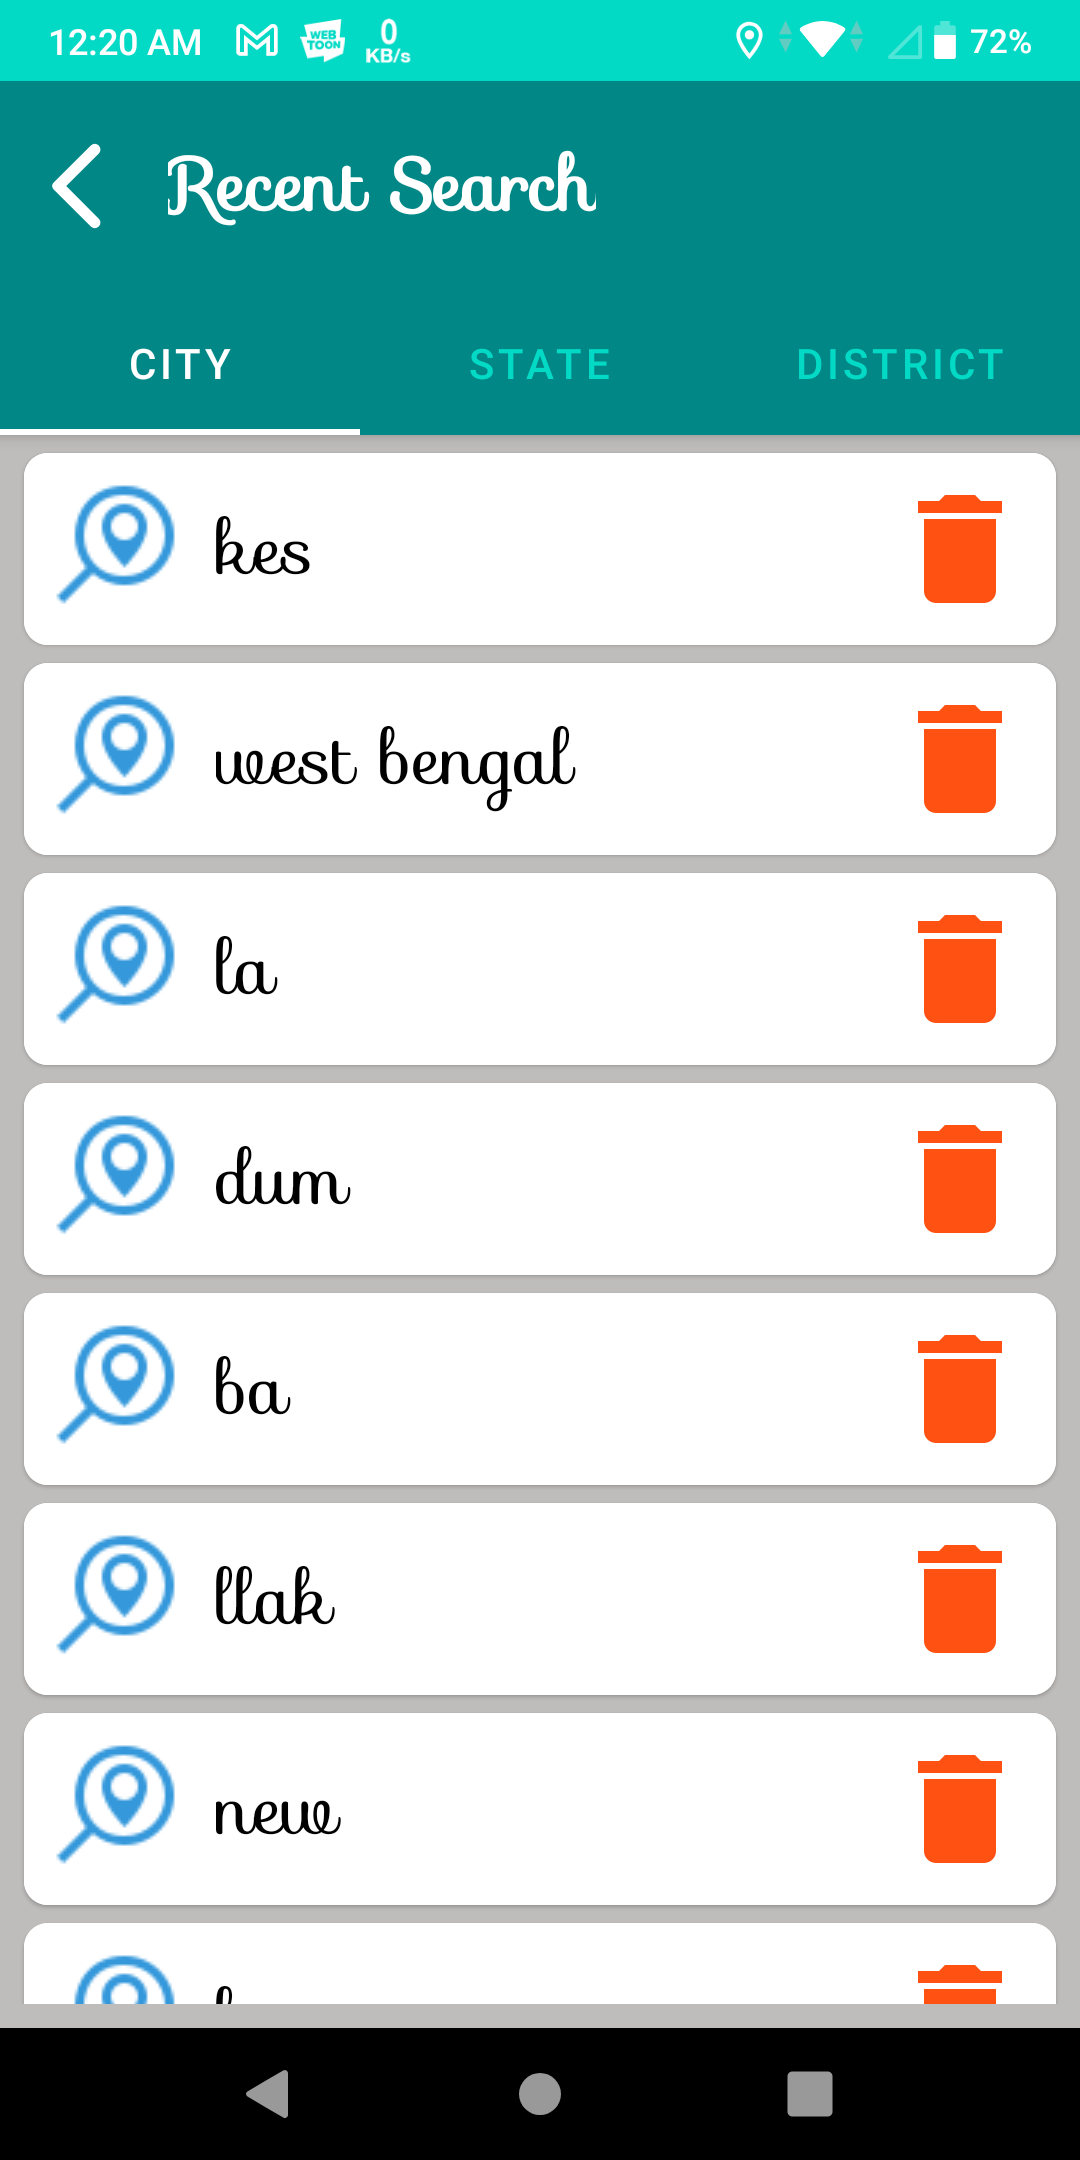 12:20 AM WEB TOON 0 KB/s 72%
Recent Search
CITY STATE DISTRICT
kes
west bengal
la
dum
ba
llak
new